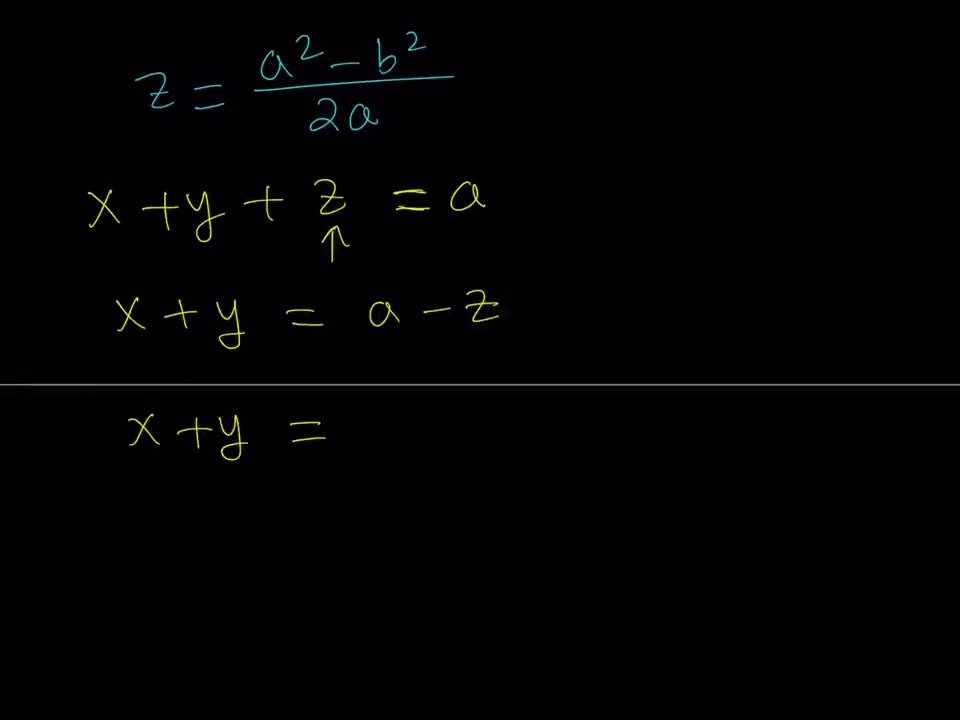 z = a² - b² / 2a
x + y + z = a
↑
x + y = a - z
x + y =